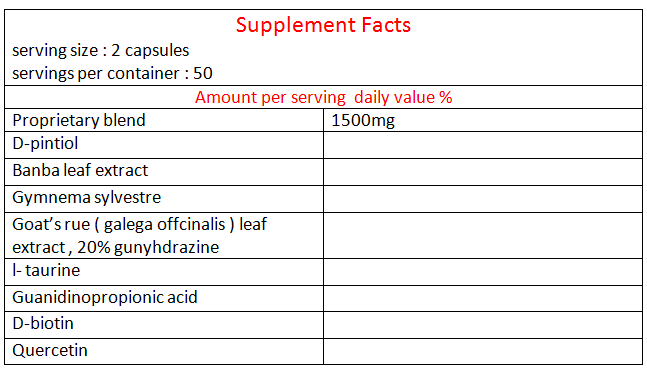 Supplement Facts
serving size : 2 capsules
servings per container : 50
Amount per serving  daily value %
Proprietary blend 1500mg
D-pintiol
Banba leaf extract
Gymnema sylvestre
Goat’s rue ( galega offcinalis ) leaf
extract , 20% gunyhdrazine
l- taurine
Guanidinopropionic acid
D-biotin
Quercetin